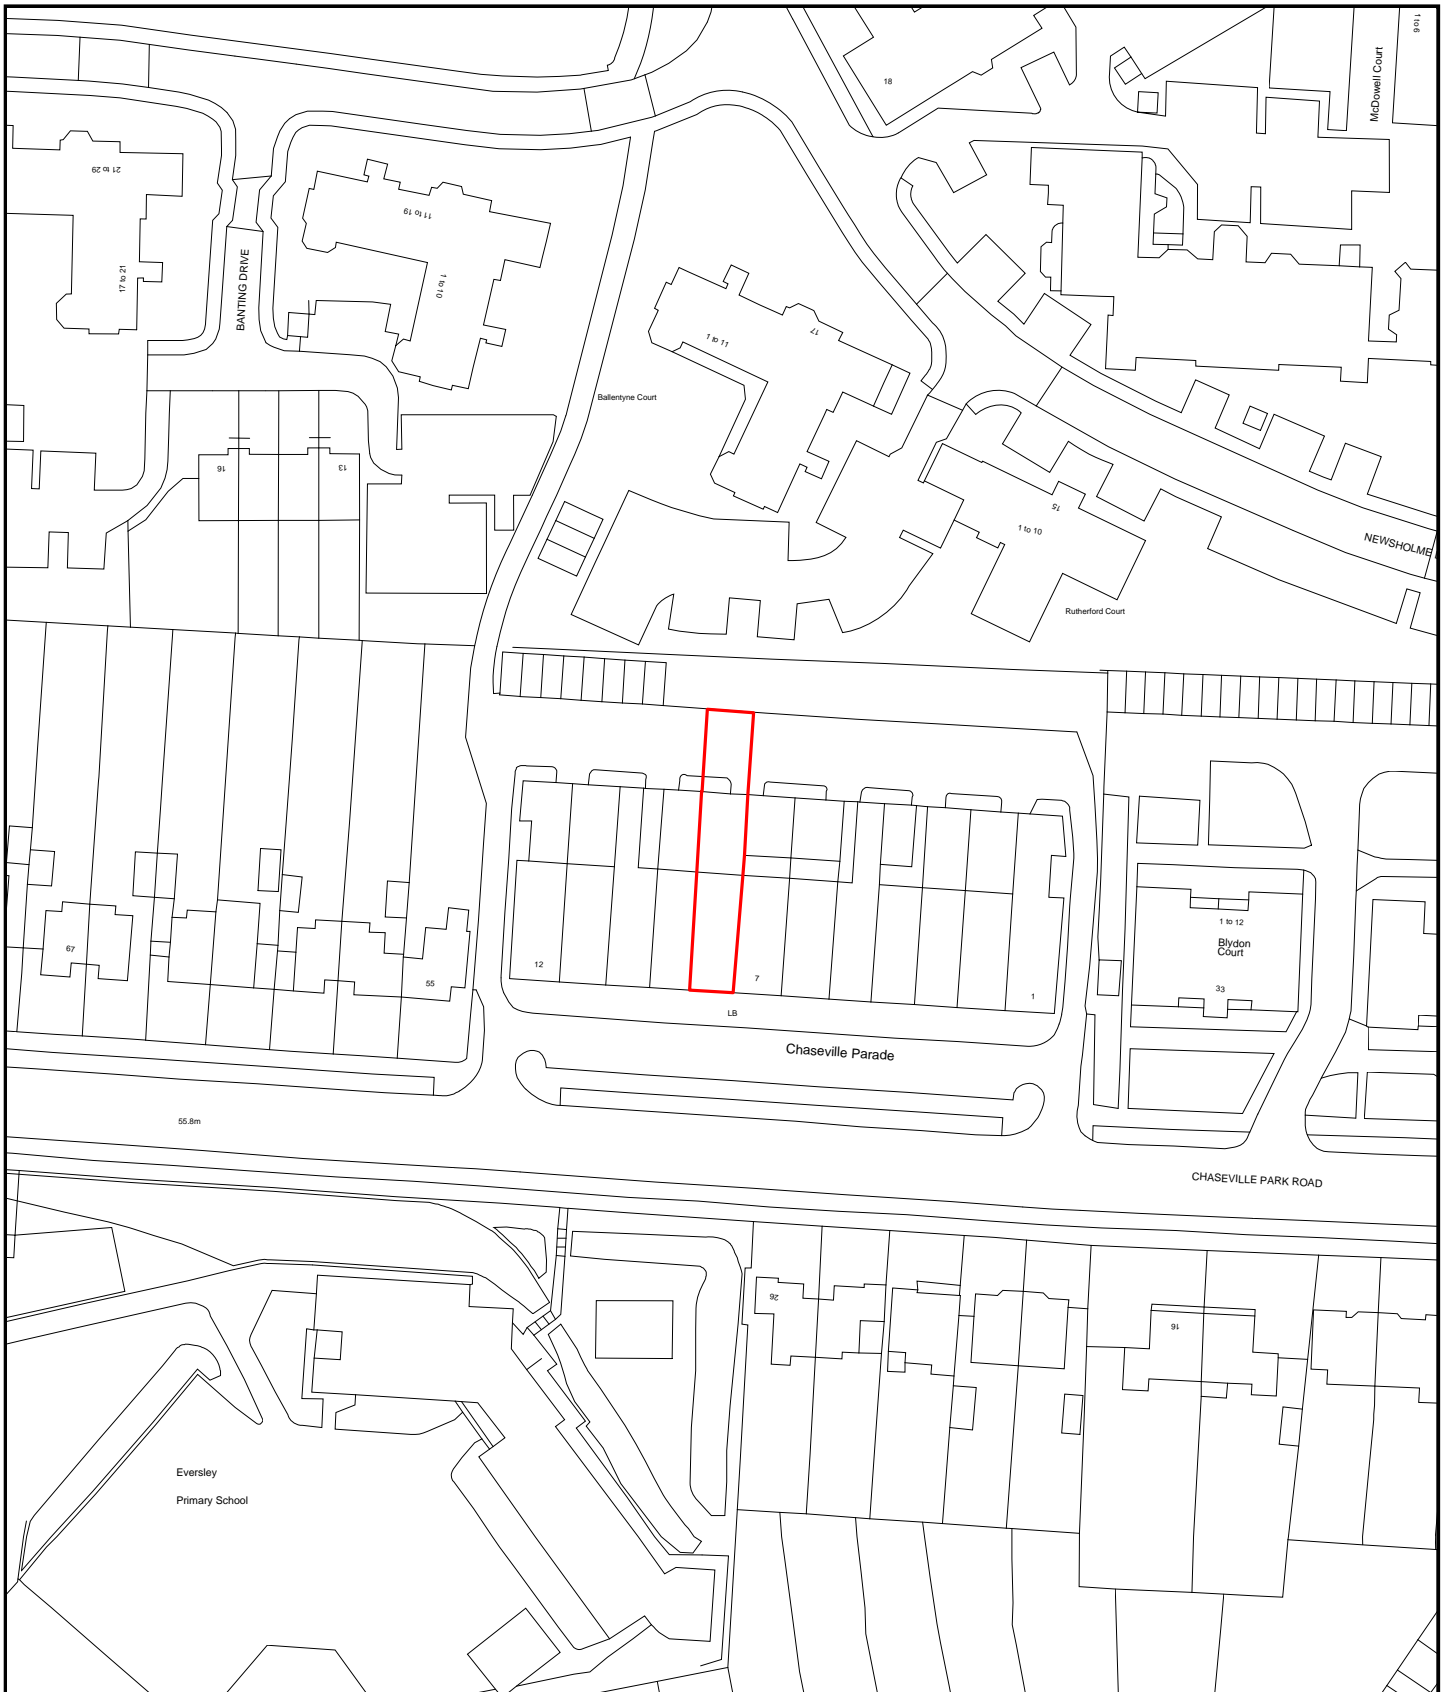 1 to 6
McDowell Court
18
21 to 29
11 to 19
17 to 21
BANTING DRIVE
1 to 10
17
1 to 11
Ballentyne Court
16
13
15
1 to 10
NEWSHOLME
Rutherford Court
67
55
12
7
1
LB
Chaseville Parade
1 to 12
Blydon
Court
33
55.8m
CHASEVILLE PARK ROAD
26
16
Eversley
Primary School